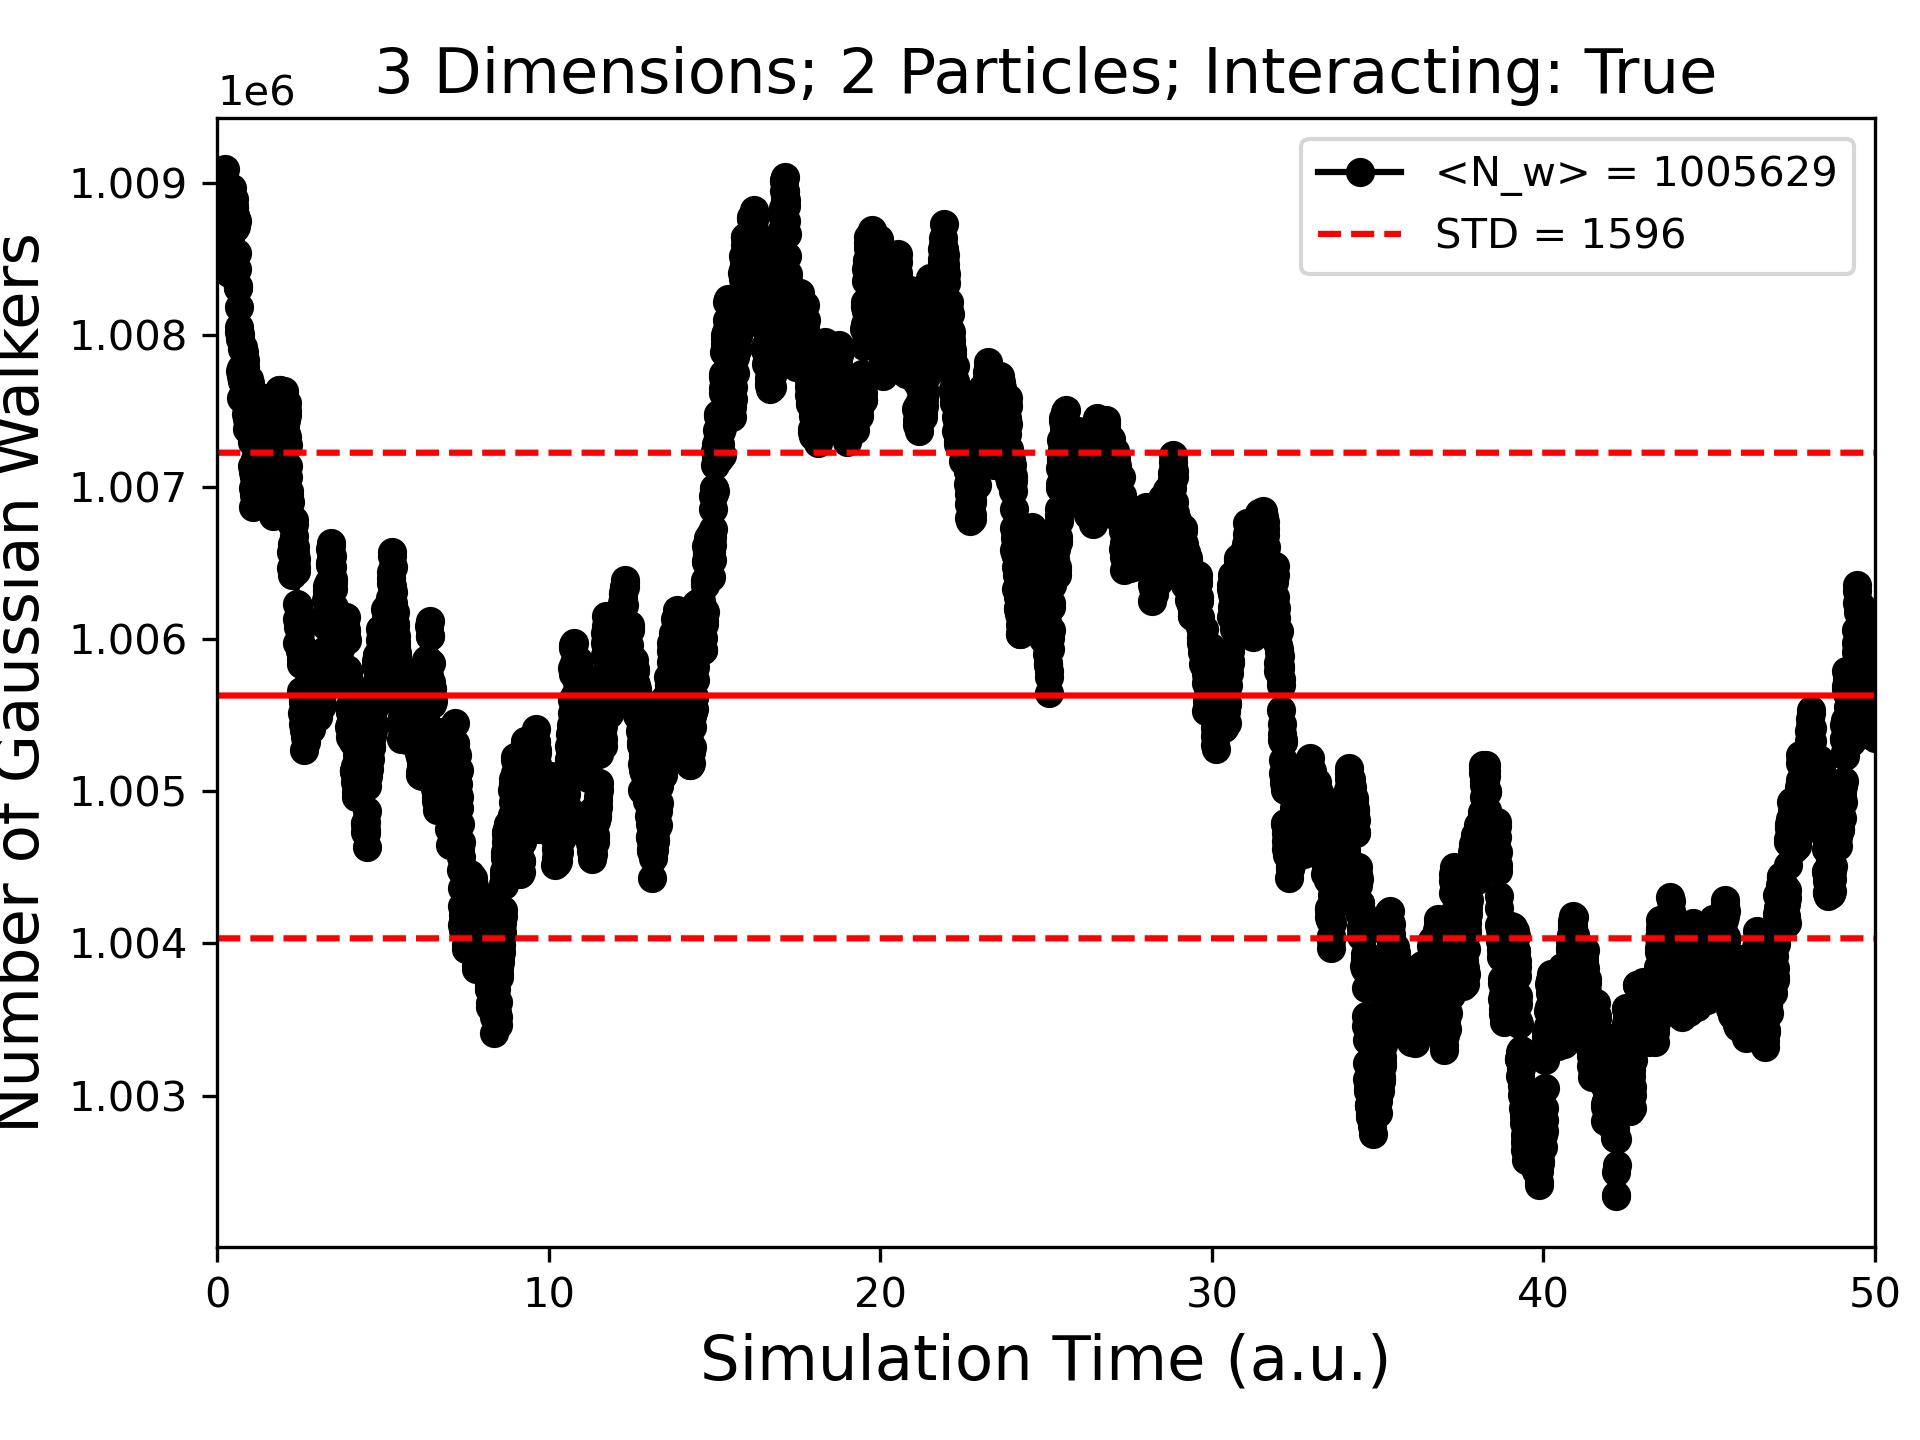 3 Dimensions; 2 Particles; Interacting: True
1e6
<N_w> = 1005629
STD = 1596
Number of Gaussian Walkers
1.009
1.008
1.007
1.006
1.005
1.004
1.003
0 10 20 30 40 50
Simulation Time (a.u.)